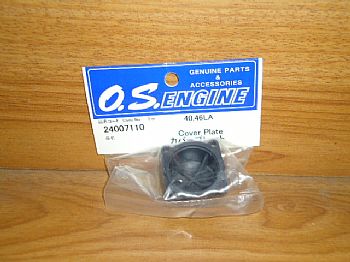 GENUINE PARTS
&
ACCESSORIES
O.S. ENGINE
40.46LA
24007110
Cover Plate